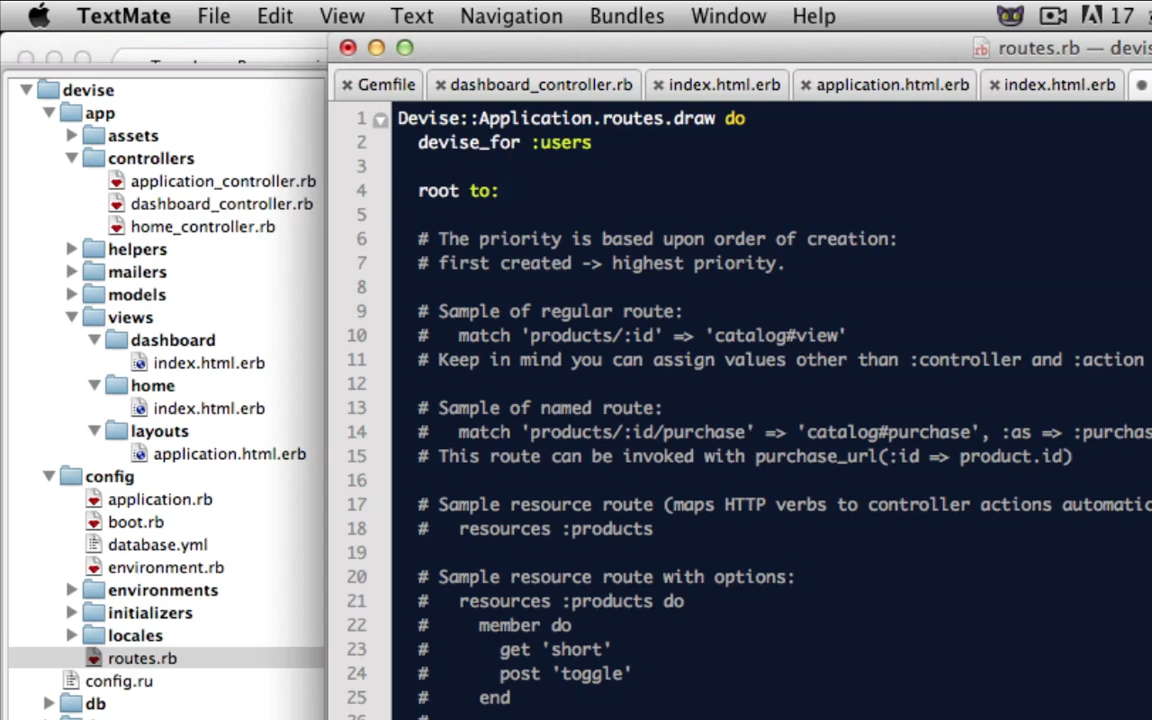 TextMate File Edit View Text Navigation Bundles Window Help 17
routes.rb — devis
Gemfile dashboard_controller.rb index.html.erb application.html.erb index.html.erb
devise
app
assets
controllers
application_controller.rb
dashboard_controller.rb
home_controller.rb
helpers
mailers
models
views
dashboard
index.html.erb
home
index.html.erb
layouts
application.html.erb
config
application.rb
boot.rb
database.yml
environment.rb
environments
initializers
locales
routes.rb
config.ru
db
1 Devise::Application.routes.draw do
2 devise_for :users
3
4 root to:
5
6 # The priority is based upon order of creation:
7 # first created -> highest priority.
8
9 # Sample of regular route:
10 #   match 'products/:id' => 'catalog#view'
11 # Keep in mind you can assign values other than :controller and :action
12
13 # Sample of named route:
14 #   match 'products/:id/purchase' => 'catalog#purchase', :as => :purchas
15 # This route can be invoked with purchase_url(:id => product.id)
16
17 # Sample resource route (maps HTTP verbs to controller actions automatic
18 #   resources :products
19
20 # Sample resource route with options:
21 #   resources :products do
22 #     member do
23 #       get 'short'
24 #       post 'toggle'
25 #     end